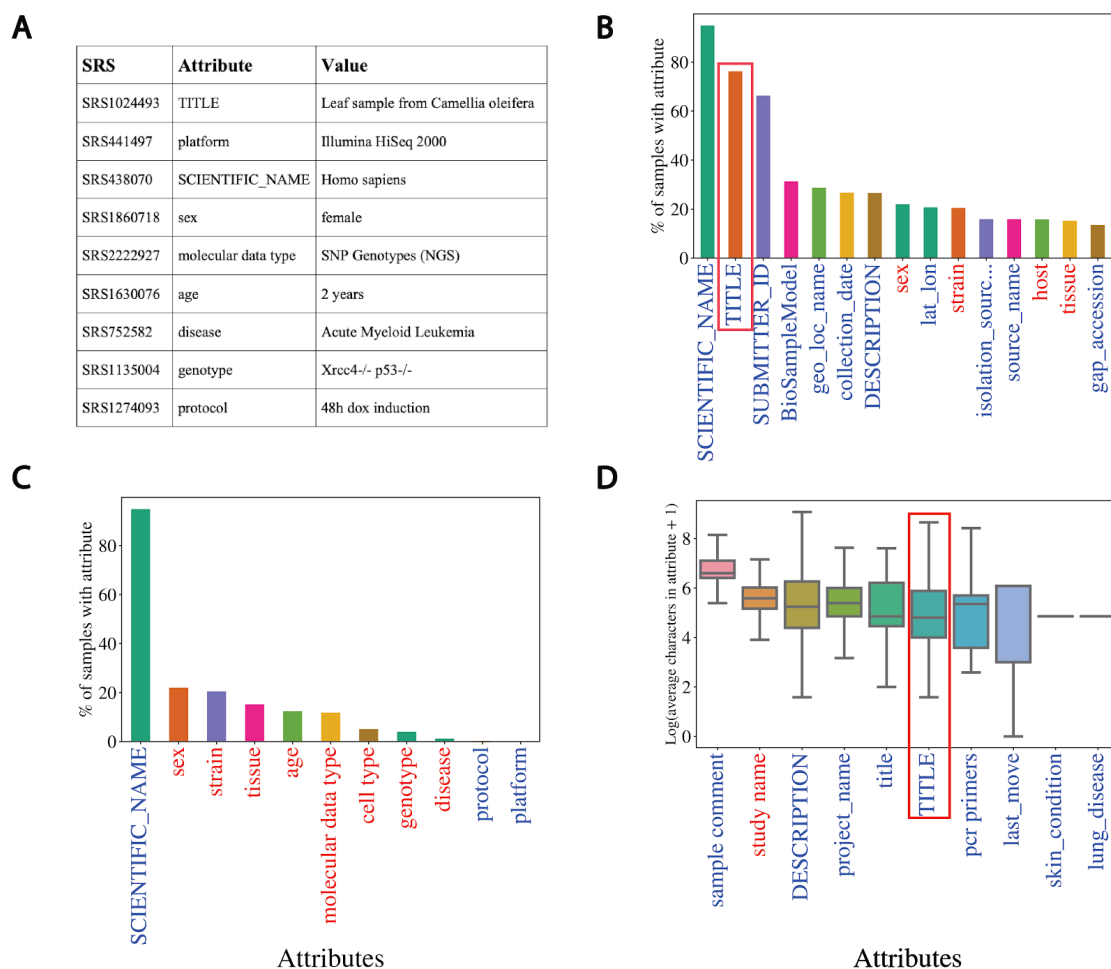 A
SRS Attribute Value
SRS1024493 TITLE Leaf sample from Camellia oleifera
SRS441497 platform Illumina HiSeq 2000
SRS438070 SCIENTIFIC_NAME Homo sapiens
SRS1860718 sex female
SRS2222927 molecular data type SNP Genotypes (NGS)
SRS1630076 age 2 years
SRS752582 disease Acute Myeloid Leukemia
SRS1135004 genotype Xrcc4-/- p53-/-
SRS1274093 protocol 48h dox induction
B
% of samples with attribute
80
60
40
20
0
SCIENTIFIC_NAME
TITLE
SUBMITTER_ID
BioSampleModel
geo_loc_name
collection_date
DESCRIPTION
sex
lat_lon
strain
isolation_sourc...
source_name
host
tissue
gap_accession
C
% of samples with attribute
80
60
40
20
0
SCIENTIFIC_NAME
sex
strain
tissue
age
molecular data type
cell type
genotype
disease
protocol
platform
Attributes
D
Log(average characters in attribute + 1)
8
6
4
2
0
sample comment
study name
DESCRIPTION
project_name
title
TITLE
pcr primers
last_move
skin_condition
lung_disease
Attributes